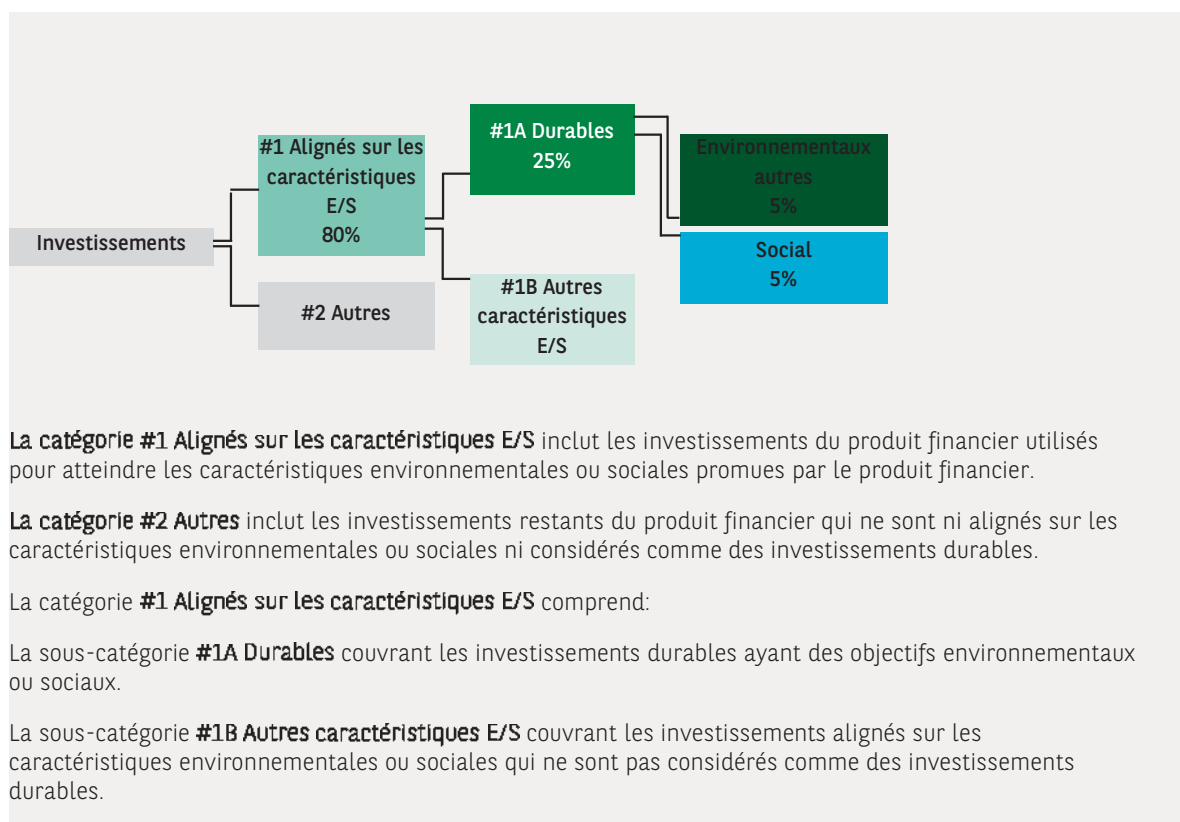 #1A Durables
25%
#1 Alignés sur les
caractéristiques
E/S
80%
Environnementaux
autres
5%
Investissements
Social
5%
#2 Autres
#1B Autres
caractéristiques
E/S
La catégorie #1 Alignés sur les caractéristiques E/S inclut les investissements du produit financier utilisés
pour atteindre les caractéristiques environnementales ou sociales promues par le produit financier.
La catégorie #2 Autres inclut les investissements restants du produit financier qui ne sont ni alignés sur les
caractéristiques environnementales ou sociales ni considérés comme des investissements durables.
La catégorie #1 Alignés sur les caractéristiques E/S comprend:
La sous-catégorie #1A Durables couvrant les investissements durables ayant des objectifs environnementaux
ou sociaux.
La sous-catégorie #1B Autres caractéristiques E/S couvrant les investissements alignés sur les
caractéristiques environnementales ou sociales qui ne sont pas considérés comme des investissements
durables.